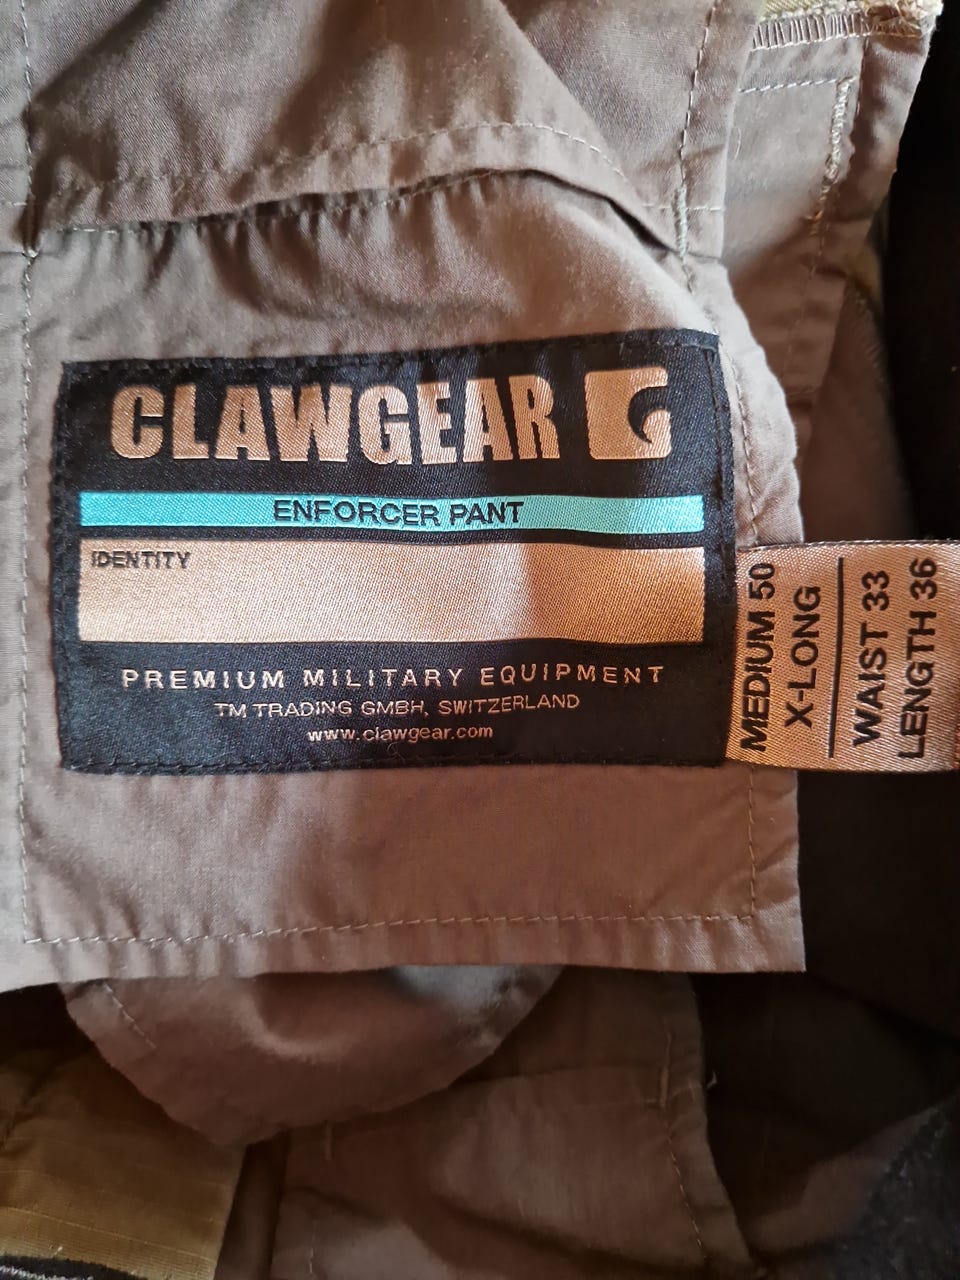 CLAWGEAR
ENFORCER PANT
IDENTITY
PREMIUM MILITARY EQUIPMENT
TM TRADING GMBH, SWITZERLAND
www.clawgear.com
MEDIUM 50
X-LONG
WAIST 33
LENGTH 36